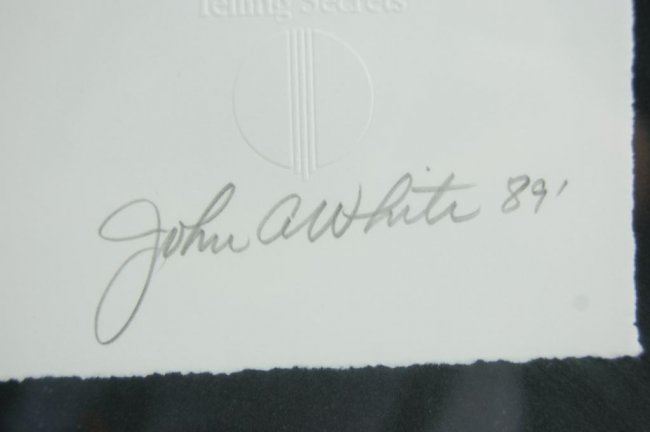 Telling Secrets
John A White 89'